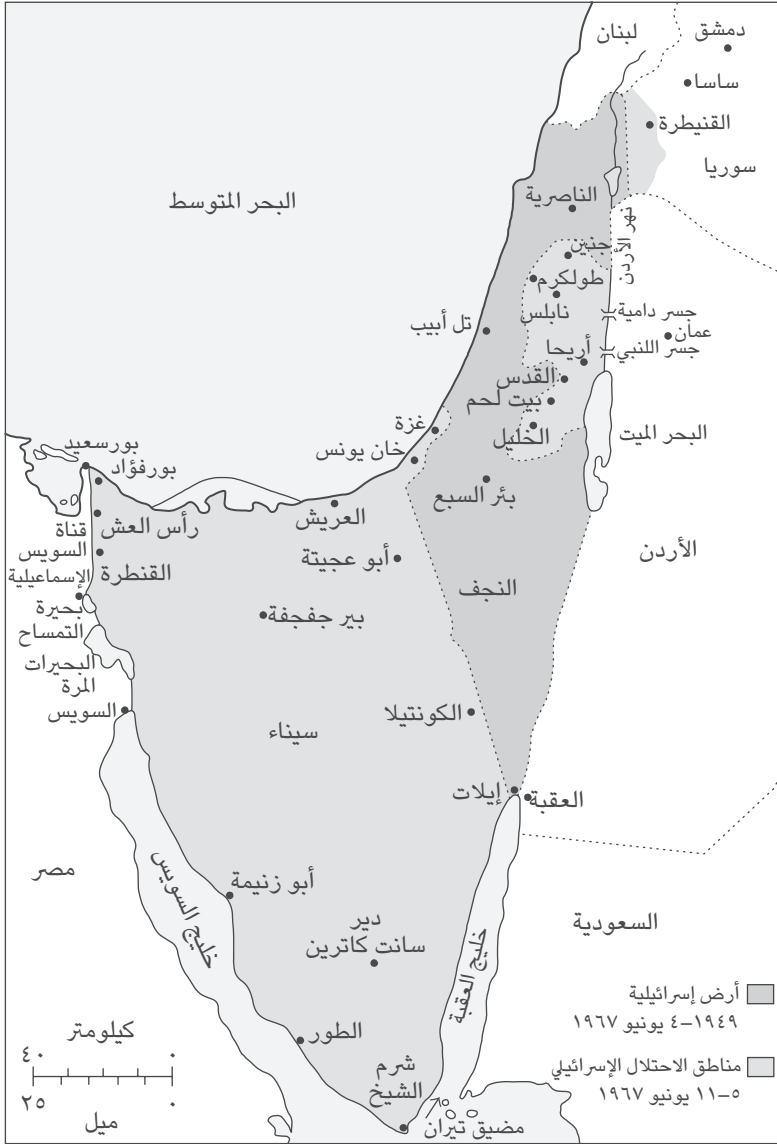 لبنان
دمشق
ساسا
القنيطرة
سوريا
البحر المتوسط
الناصرية
نهر الأردن
جنين
طولكرم
نابلس
جسر دامية
عمان
تل أبيب
أريحا
جسر اللنبي
القدس
بيت لحم
غزة
الخليل
البحر الميت
خان يونس
بورسعيد
بورفؤاد
بئر السبع
رأس العش
العريش
قناة
السويس
القنطرة
أبو عجيتة
الأردن
الإسماعيلية
النجف
بحيرة
التمساح
بير جفجفة
البحيرات
المرة
السويس
الكونتيلا
سيناء
إيلات
العقبة
مصر
خليج السويس
أبو زنيمة
دير
سانت كاترين
السعودية
خليج العقبة
الطور
شرم
الشيخ
مضيق تيران
أرض إسرائيلية
١٩٤٩–٤ يونيو ١٩٦٧
مناطق الاحتلال الإسرائيلي
٥–١١ يونيو ١٩٦٧
كيلومتر
٤٠ ٠
٢٥ ٠
ميل